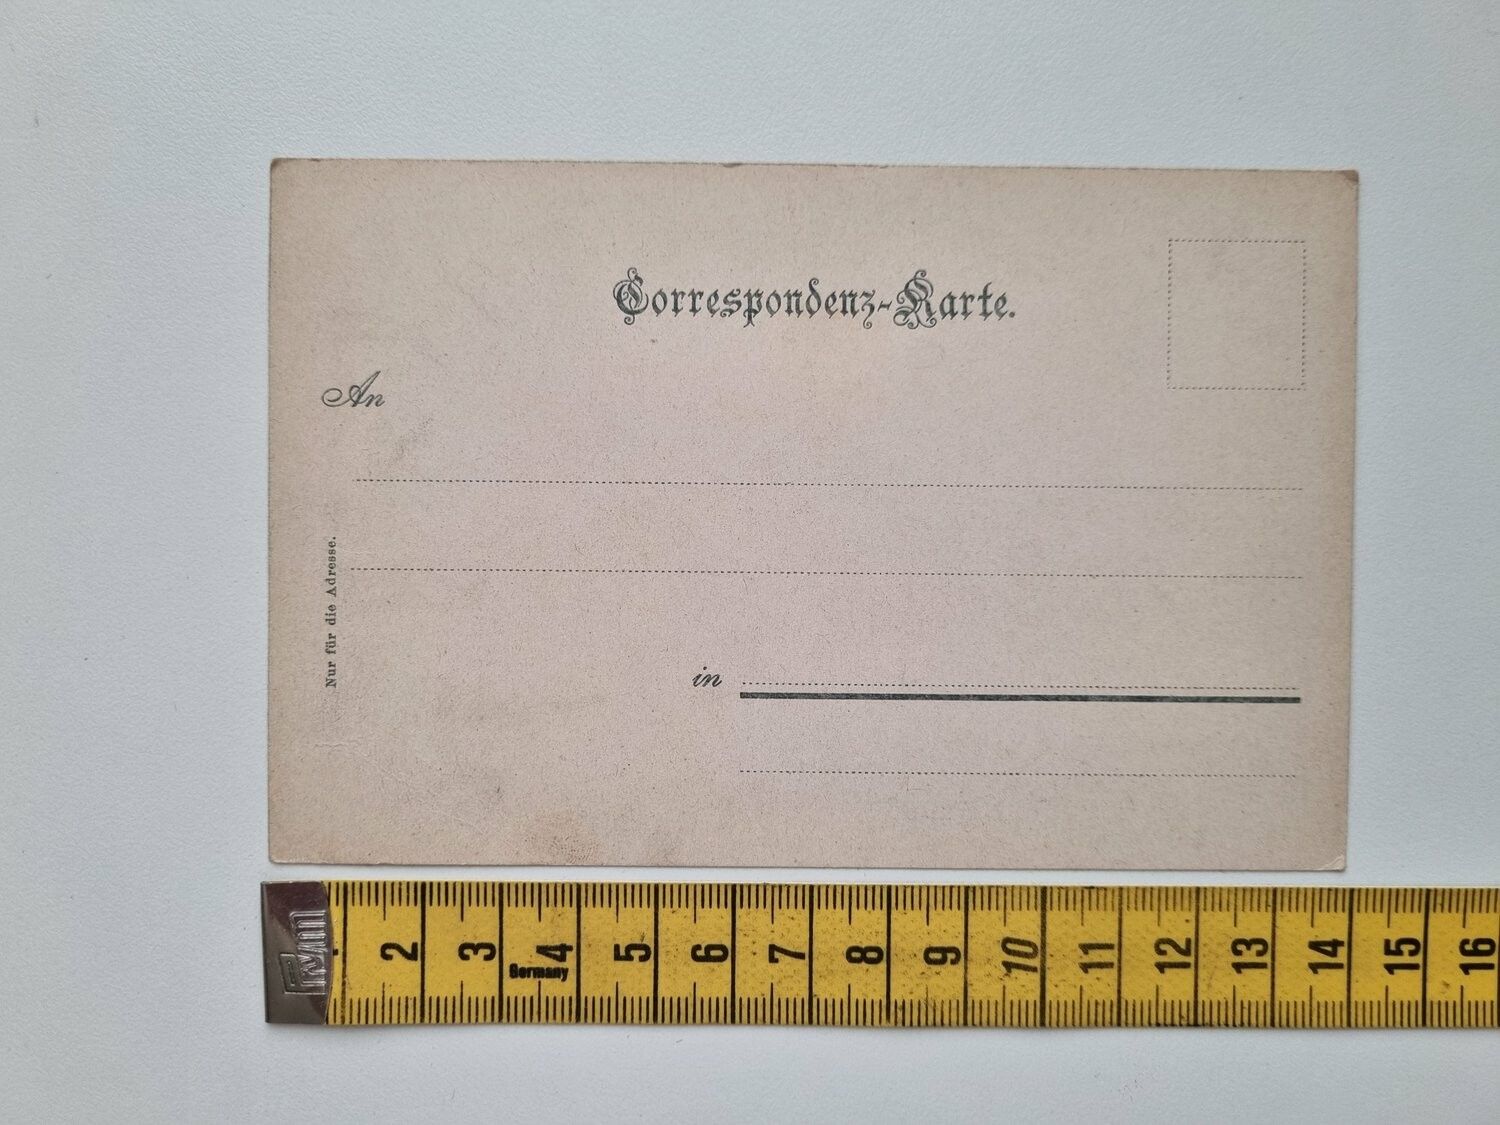 Correspondenz-Karte.
An
Nur für die Adresse.
in
Prym
2 3 4 5 6 7 8 9 10 11 12 13 14 15 16
Germany